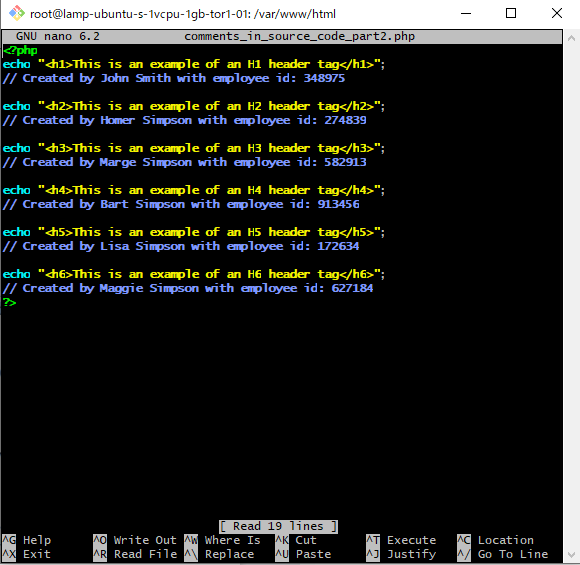 root@lamp-ubuntu-s-1vcpu-1gb-tor1-01: /var/www/html
GNU nano 6.2 comments_in_source_code_part2.php
<?php
echo "<h1>This is an example of an H1 header tag</h1>";
// Created by John Smith with employee id: 348975
echo "<h2>This is an example of an H2 header tag</h2>";
// Created by Homer Simpson with employee id: 274839
echo "<h3>This is an example of an H3 header tag</h3>";
// Created by Marge Simpson with employee id: 582913
echo "<h4>This is an example of an H4 header tag</h4>";
// Created by Bart Simpson with employee id: 913456
echo "<h5>This is an example of an H5 header tag</h5>";
// Created by Lisa Simpson with employee id: 172634
echo "<h6>This is an example of an H6 header tag</h6>";
// Created by Maggie Simpson with employee id: 627184
?>
[ Read 19 lines ]
^G Help ^O Write Out ^W Where Is ^K Cut ^T Execute ^C Location
^X Exit ^R Read File ^\ Replace ^U Paste ^J Justify ^/ Go To Line